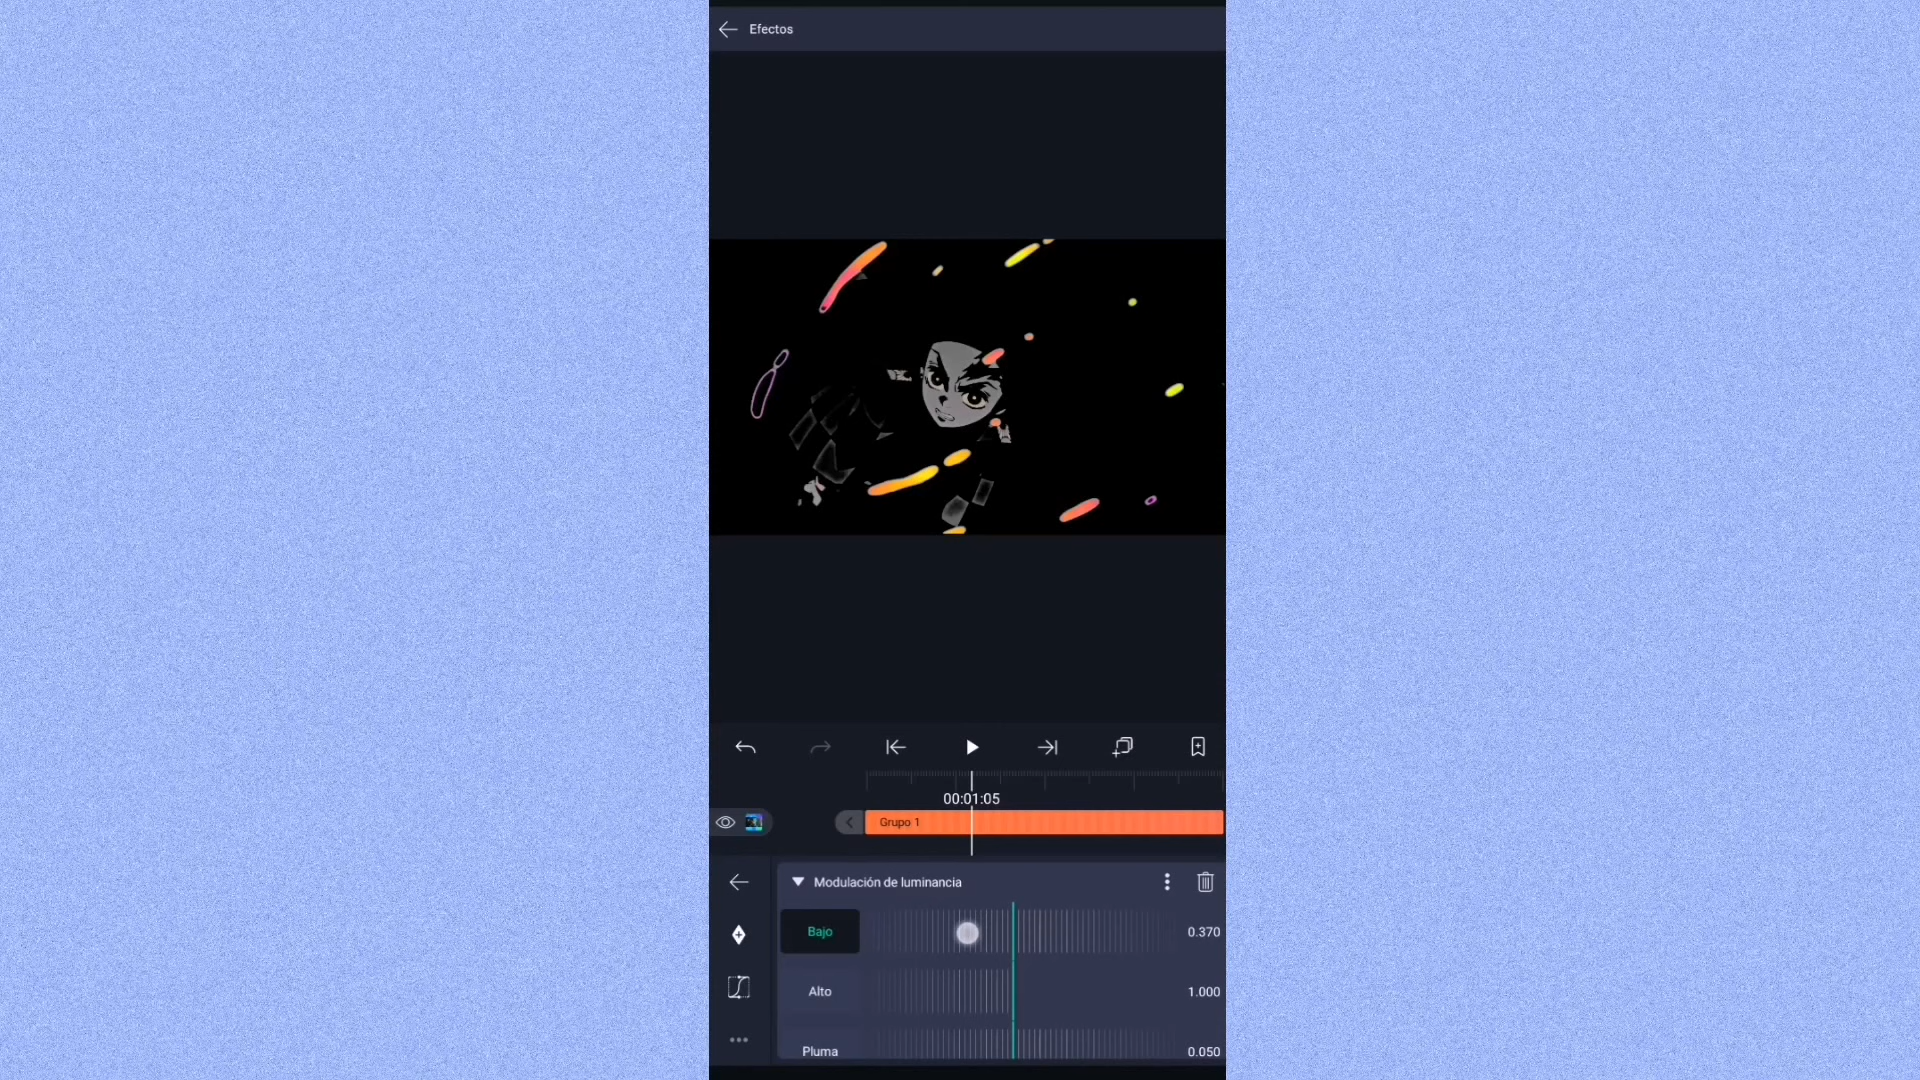 Efectos
00:01:05
Grupo 1
Modulación de luminancia
Bajo 0.370
Alto 1.000
Pluma 0.050